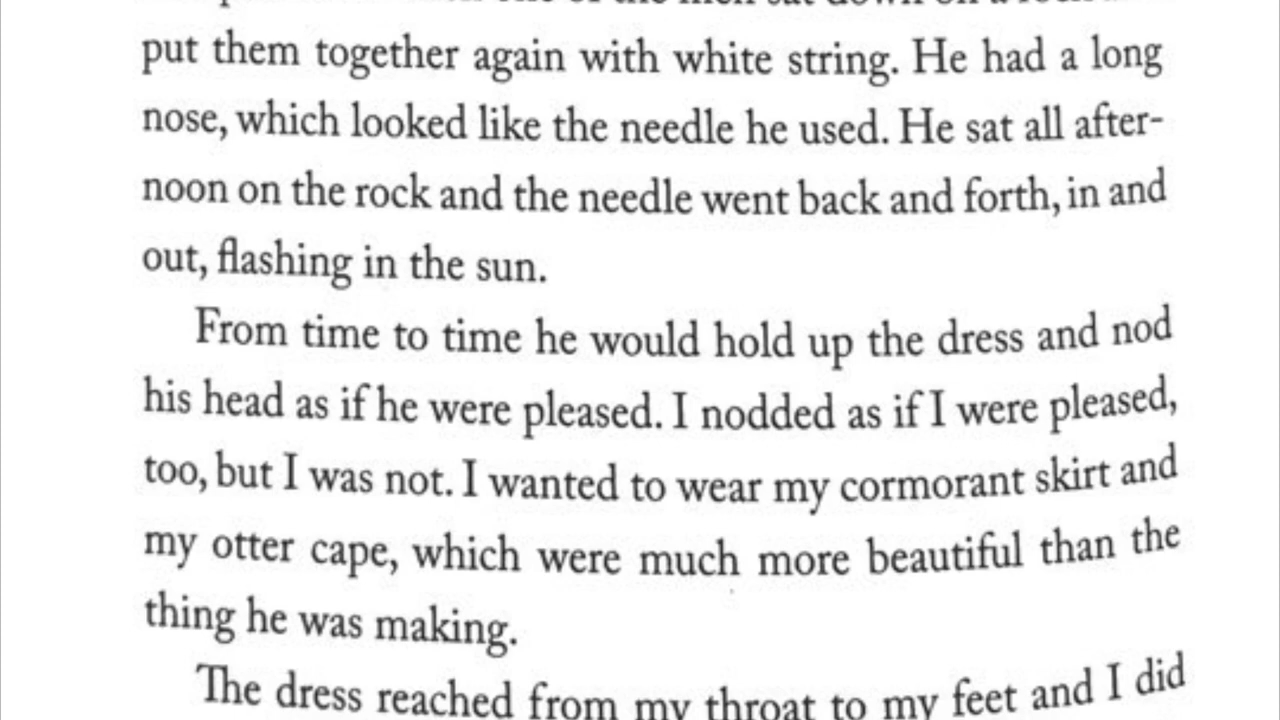 put them together again with white string. He had a long
nose, which looked like the needle he used. He sat all after-
noon on the rock and the needle went back and forth, in and
out, flashing in the sun.
From time to time he would hold up the dress and nod
his head as if he were pleased. I nodded as if I were pleased,
too, but I was not. I wanted to wear my cormorant skirt and
my otter cape, which were much more beautiful than the
thing he was making.
The dress reached from my throat to my feet and I did